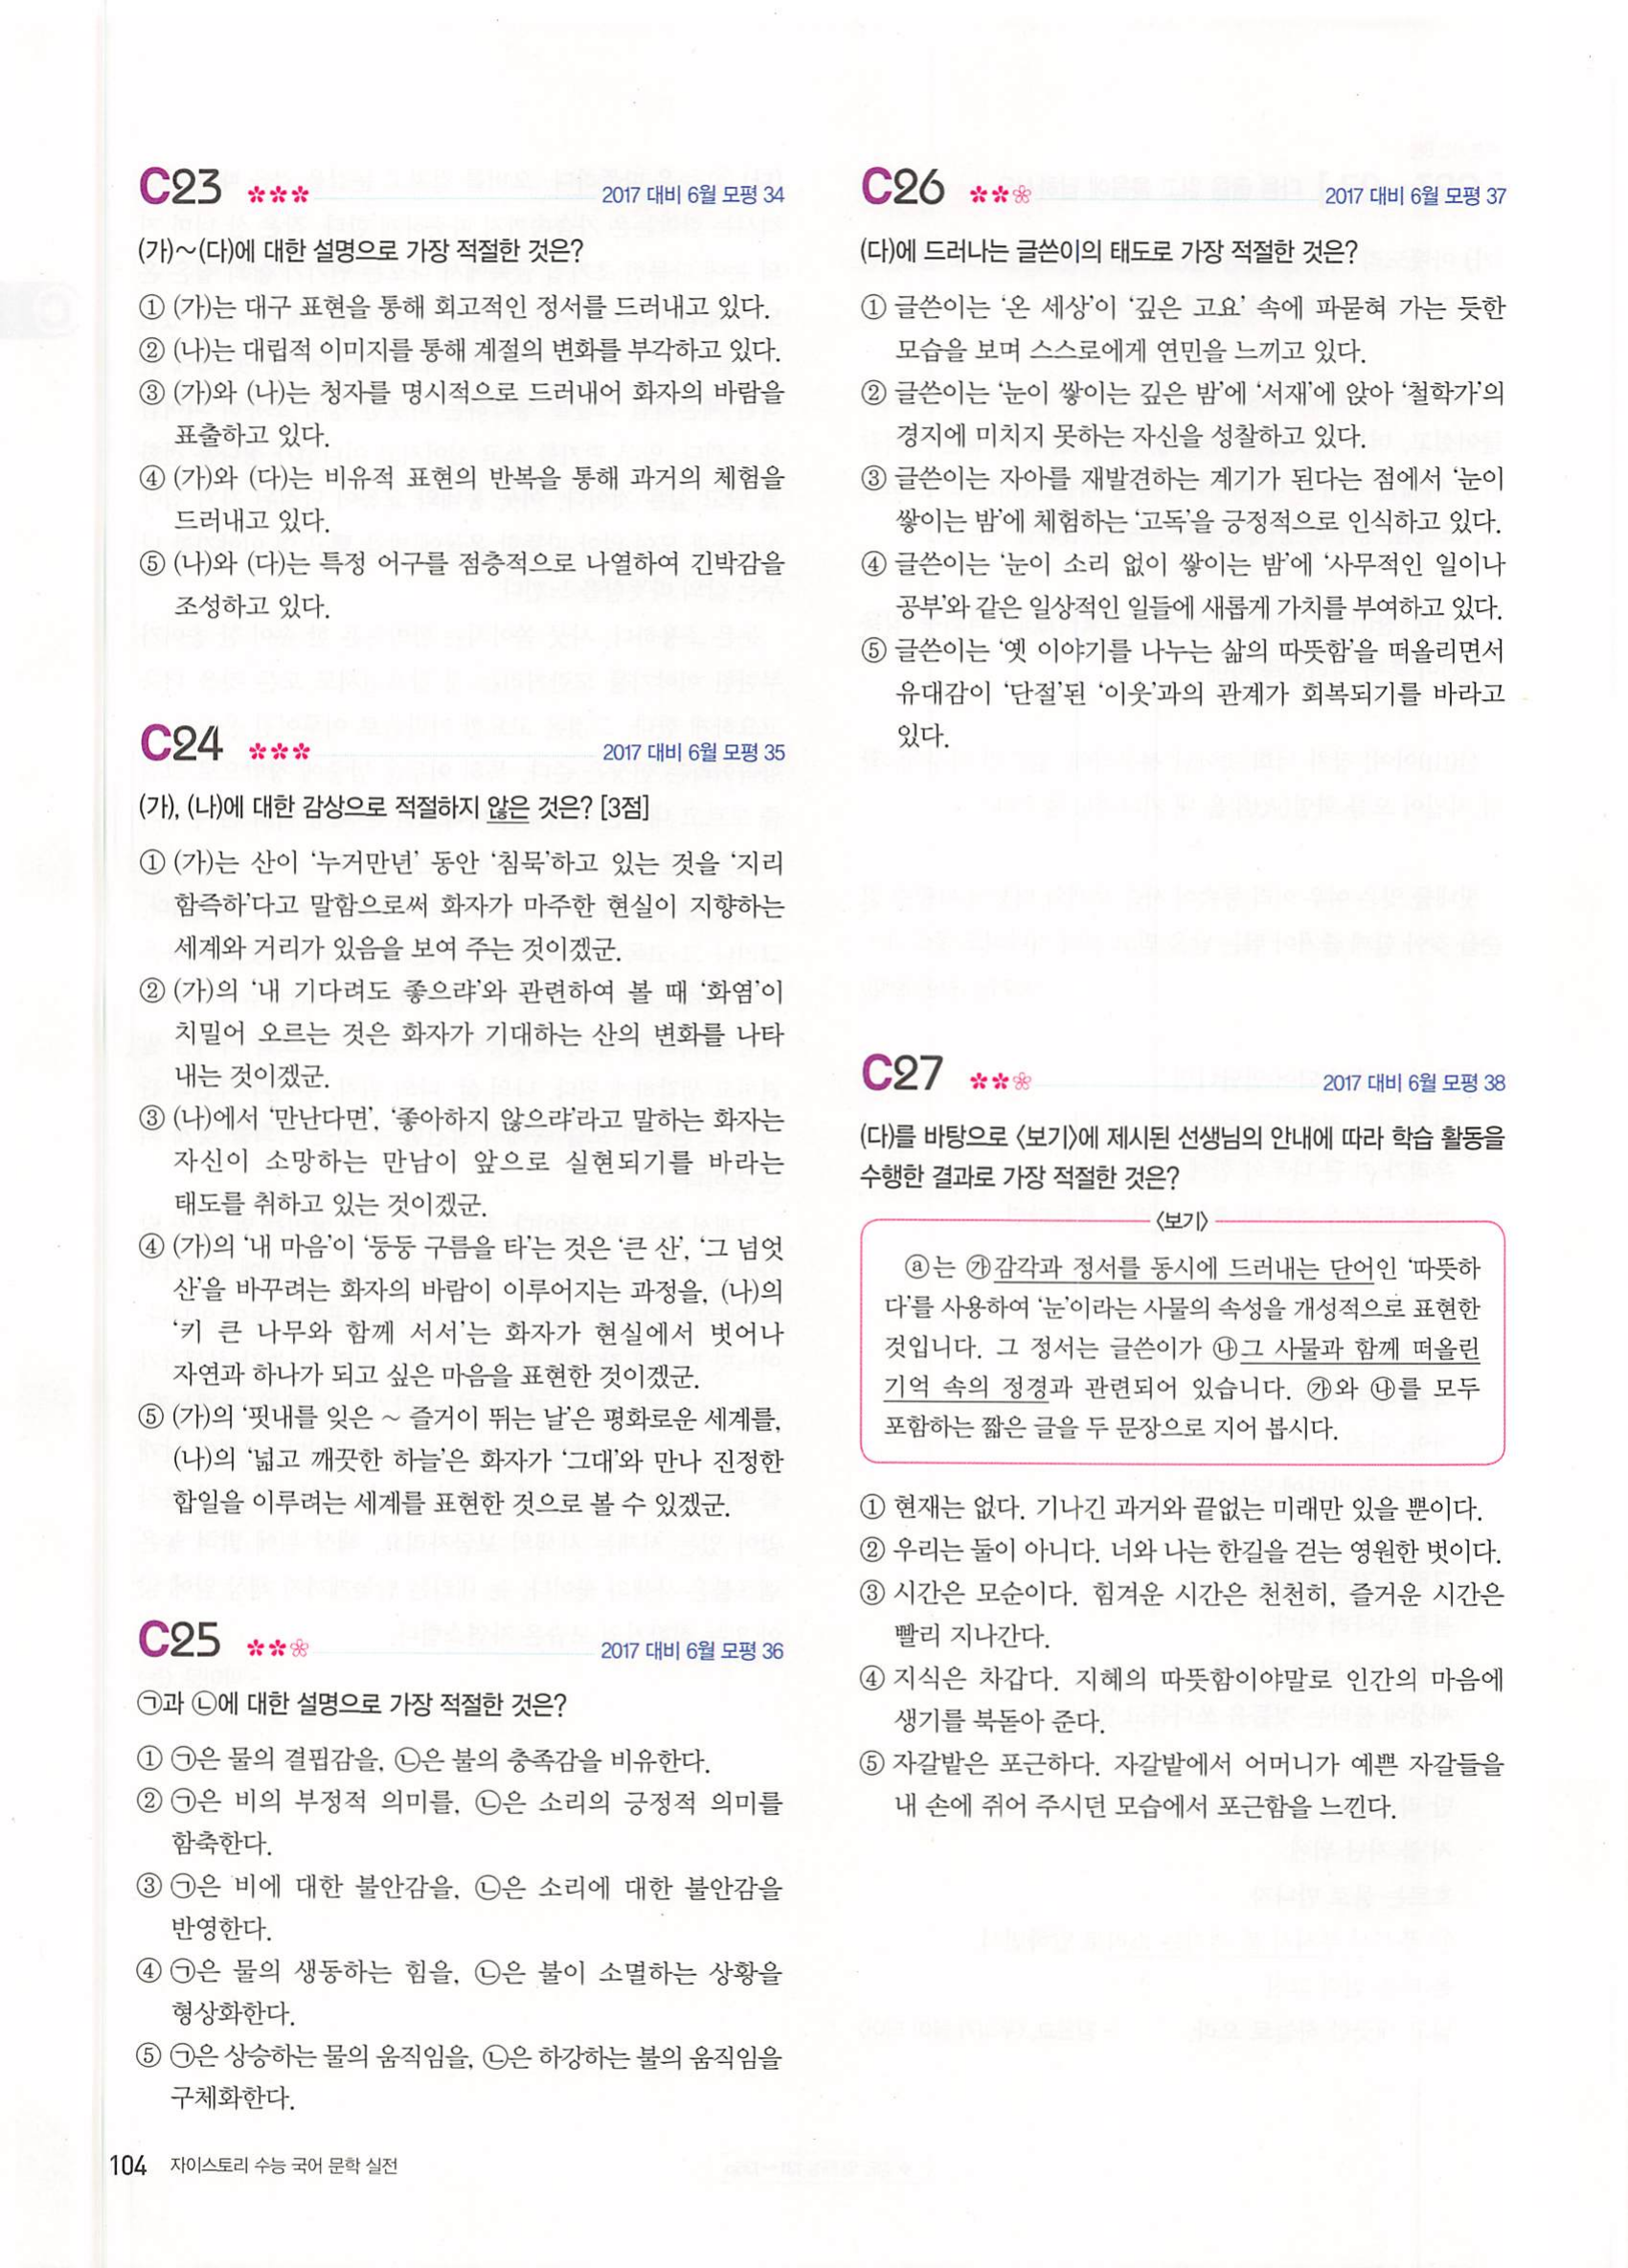 C23 ✽✽✽ 2017 대비 6월 모평 34
(가)~(다)에 대한 설명으로 가장 적절한 것은?
① (가)는 대구 표현을 통해 회고적인 정서를 드러내고 있다.
② (나)는 대립적 이미지를 통해 계절의 변화를 부각하고 있다.
③ (가)와 (나)는 청자를 명시적으로 드러내어 화자의 바람을
표출하고 있다.
④ (가)와 (다)는 비유적 표현의 반복을 통해 과거의 체험을
드러내고 있다.
⑤ (나)와 (다)는 특정 어구를 점층적으로 나열하여 긴박감을
조성하고 있다.
C24 ✽✽✽ 2017 대비 6월 모평 35
(가), (나)에 대한 감상으로 적절하지 않은 것은? [3점]
① (가)는 산이 ‘누거만년’ 동안 ‘침묵’하고 있는 것을 ‘지리
함즉하’다고 말함으로써 화자가 마주한 현실이 지향하는
세계와 거리가 있음을 보여 주는 것이겠군.
② (가)의 ‘내 기다려도 좋으랴’와 관련하여 볼 때 ‘화염’이
치밀어 오르는 것은 화자가 기대하는 산의 변화를 나타
내는 것이겠군.
③ (나)에서 ‘만난다면’, ‘좋아하지 않으랴’라고 말하는 화자는
자신이 소망하는 만남이 앞으로 실현되기를 바라는
태도를 취하고 있는 것이겠군.
④ (가)의 ‘내 마음’이 ‘둥둥 구름을 타’는 것은 ‘큰 산’, ‘그 넘엇
산’을 바꾸려는 화자의 바람이 이루어지는 과정을, (나)의
‘키 큰 나무와 함께 서서’는 화자가 현실에서 벗어나
자연과 하나가 되고 싶은 마음을 표현한 것이겠군.
⑤ (가)의 ‘핏내를 잊은 ~ 즐거이 뛰는 날’은 평화로운 세계를,
(나)의 ‘넓고 깨끗한 하늘’은 화자가 ‘그대’와 만나 진정한
합일을 이루려는 세계를 표현한 것으로 볼 수 있겠군.
C25 ✽✽❀ 2017 대비 6월 모평 36
㉠과 ㉡에 대한 설명으로 가장 적절한 것은?
① ㉠은 물의 결핍감을, ㉡은 불의 충족감을 비유한다.
② ㉠은 비의 부정적 의미를, ㉡은 소리의 긍정적 의미를
함축한다.
③ ㉠은 비에 대한 불안감을, ㉡은 소리에 대한 불안감을
반영한다.
④ ㉠은 물의 생동하는 힘을, ㉡은 불이 소멸하는 상황을
형상화한다.
⑤ ㉠은 상승하는 물의 움직임을, ㉡은 하강하는 불의 움직임을
구체화한다.
104 자이스토리 수능 국어 문학 실전
C26 ✽✽❀ 2017 대비 6월 모평 37
(다)에 드러나는 글쓴이의 태도로 가장 적절한 것은?
① 글쓴이는 ‘온 세상’이 ‘깊은 고요’ 속에 파묻혀 가는 듯한
모습을 보며 스스로에게 연민을 느끼고 있다.
② 글쓴이는 ‘눈이 쌓이는 깊은 밤’에 ‘서재’에 앉아 ‘철학가’의
경지에 미치지 못하는 자신을 성찰하고 있다.
③ 글쓴이는 자아를 재발견하는 계기가 된다는 점에서 ‘눈이
쌓이는 밤’에 체험하는 ‘고독’을 긍정적으로 인식하고 있다.
④ 글쓴이는 ‘눈이 소리 없이 쌓이는 밤’에 ‘사무적인 일이나
공부’와 같은 일상적인 일들에 새롭게 가치를 부여하고 있다.
⑤ 글쓴이는 ‘옛 이야기를 나누는 삶의 따뜻함’을 떠올리면서
유대감이 ‘단절’된 ‘이웃’과의 관계가 회복되기를 바라고
있다.
C27 ✽✽❀ 2017 대비 6월 모평 38
(다)를 바탕으로 〈보기〉에 제시된 선생님의 안내에 따라 학습 활동을
수행한 결과로 가장 적절한 것은?
〈보기〉
ⓐ는 ㉮감각과 정서를 동시에 드러내는 단어인 ‘따뜻하
다’를 사용하여 ‘눈’이라는 사물의 속성을 개성적으로 표현한
것입니다. 그 정서는 글쓴이가 ㉯그 사물과 함께 떠올린
기억 속의 정경과 관련되어 있습니다. ㉮와 ㉯를 모두
포함하는 짧은 글을 두 문장으로 지어 봅시다.
① 현재는 없다. 기나긴 과거와 끝없는 미래만 있을 뿐이다.
② 우리는 둘이 아니다. 너와 나는 한길을 걷는 영원한 벗이다.
③ 시간은 모순이다. 힘겨운 시간은 천천히, 즐거운 시간은
빨리 지나간다.
④ 지식은 차갑다. 지혜의 따뜻함이야말로 인간의 마음에
생기를 북돋아 준다.
⑤ 자갈밭은 포근하다. 자갈밭에서 어머니가 예쁜 자갈들을
내 손에 쥐어 주시던 모습에서 포근함을 느낀다.